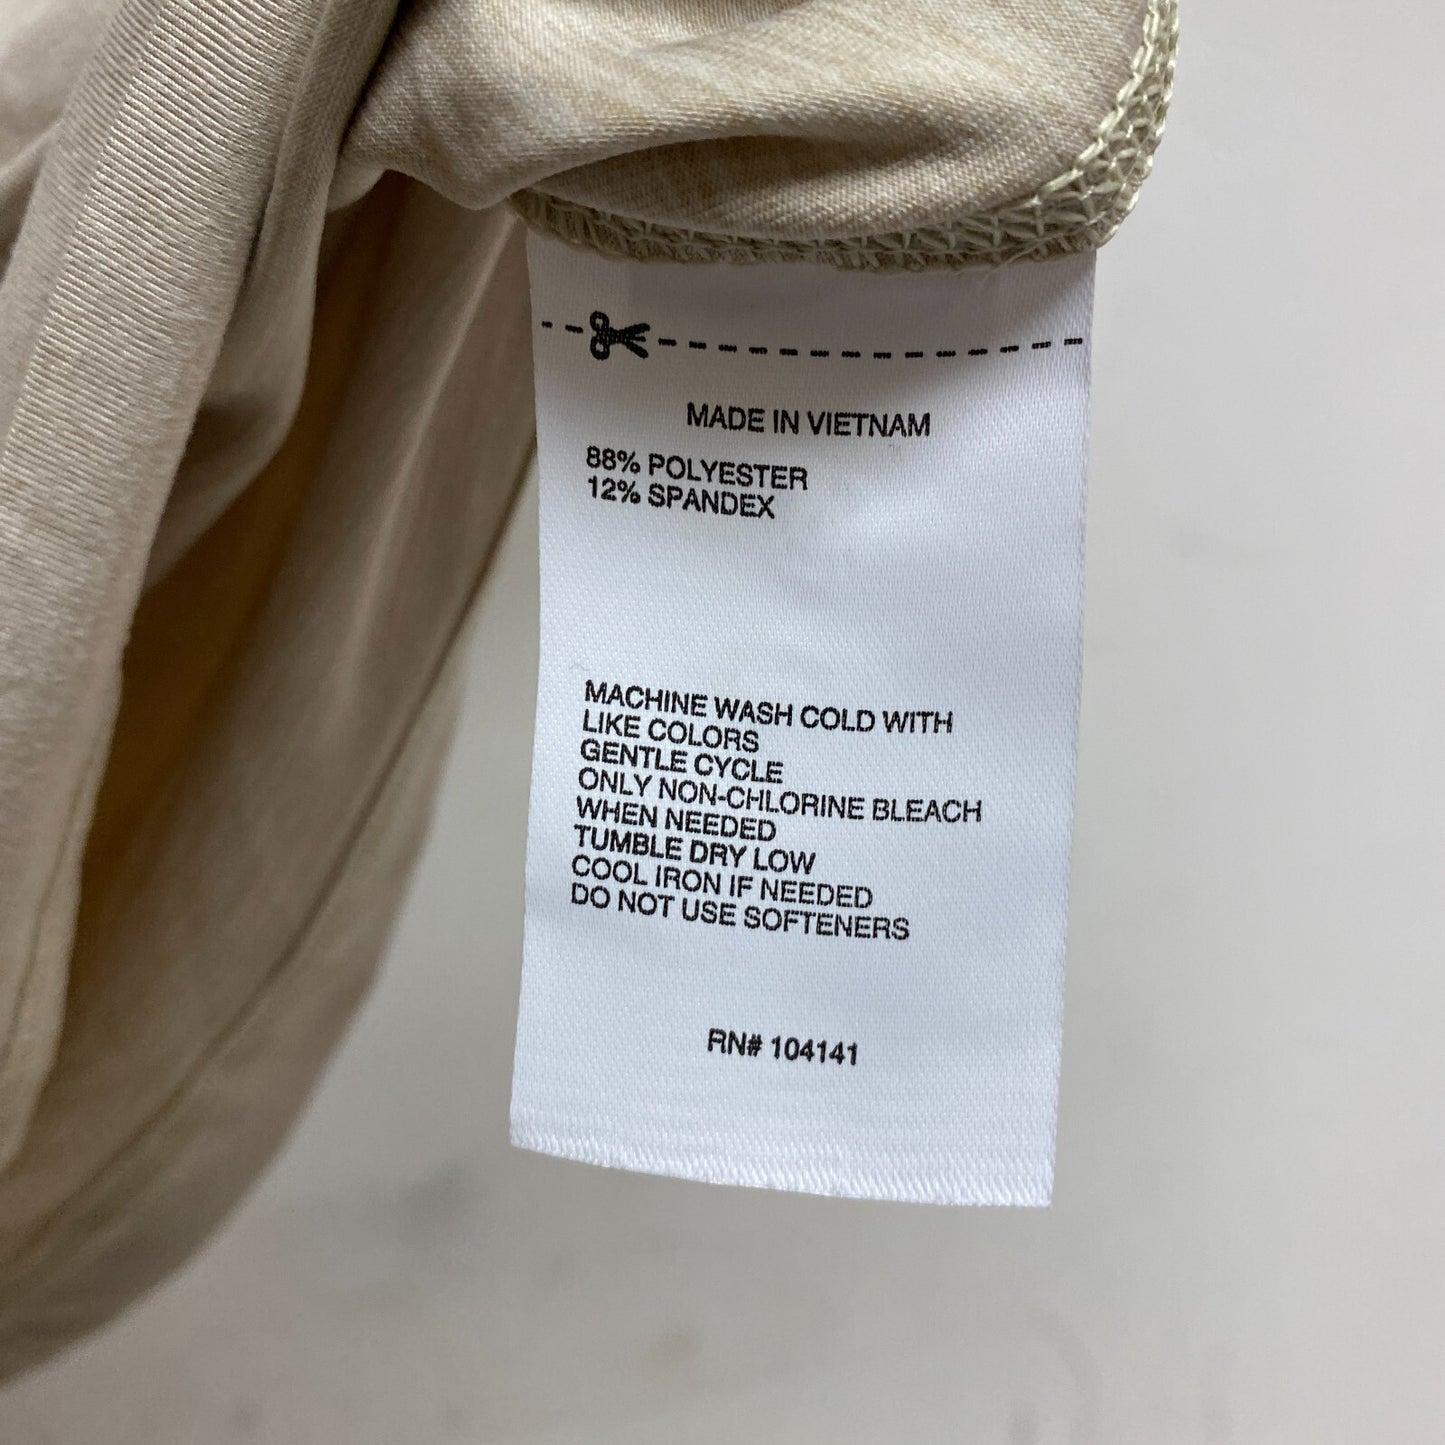 MADE IN VIETNAM
88% POLYESTER
12% SPANDEX
MACHINE WASH COLD WITH
LIKE COLORS
GENTLE CYCLE
ONLY NON-CHLORINE BLEACH
WHEN NEEDED
TUMBLE DRY LOW
COOL IRON IF NEEDED
DO NOT USE SOFTENERS
RN# 104141